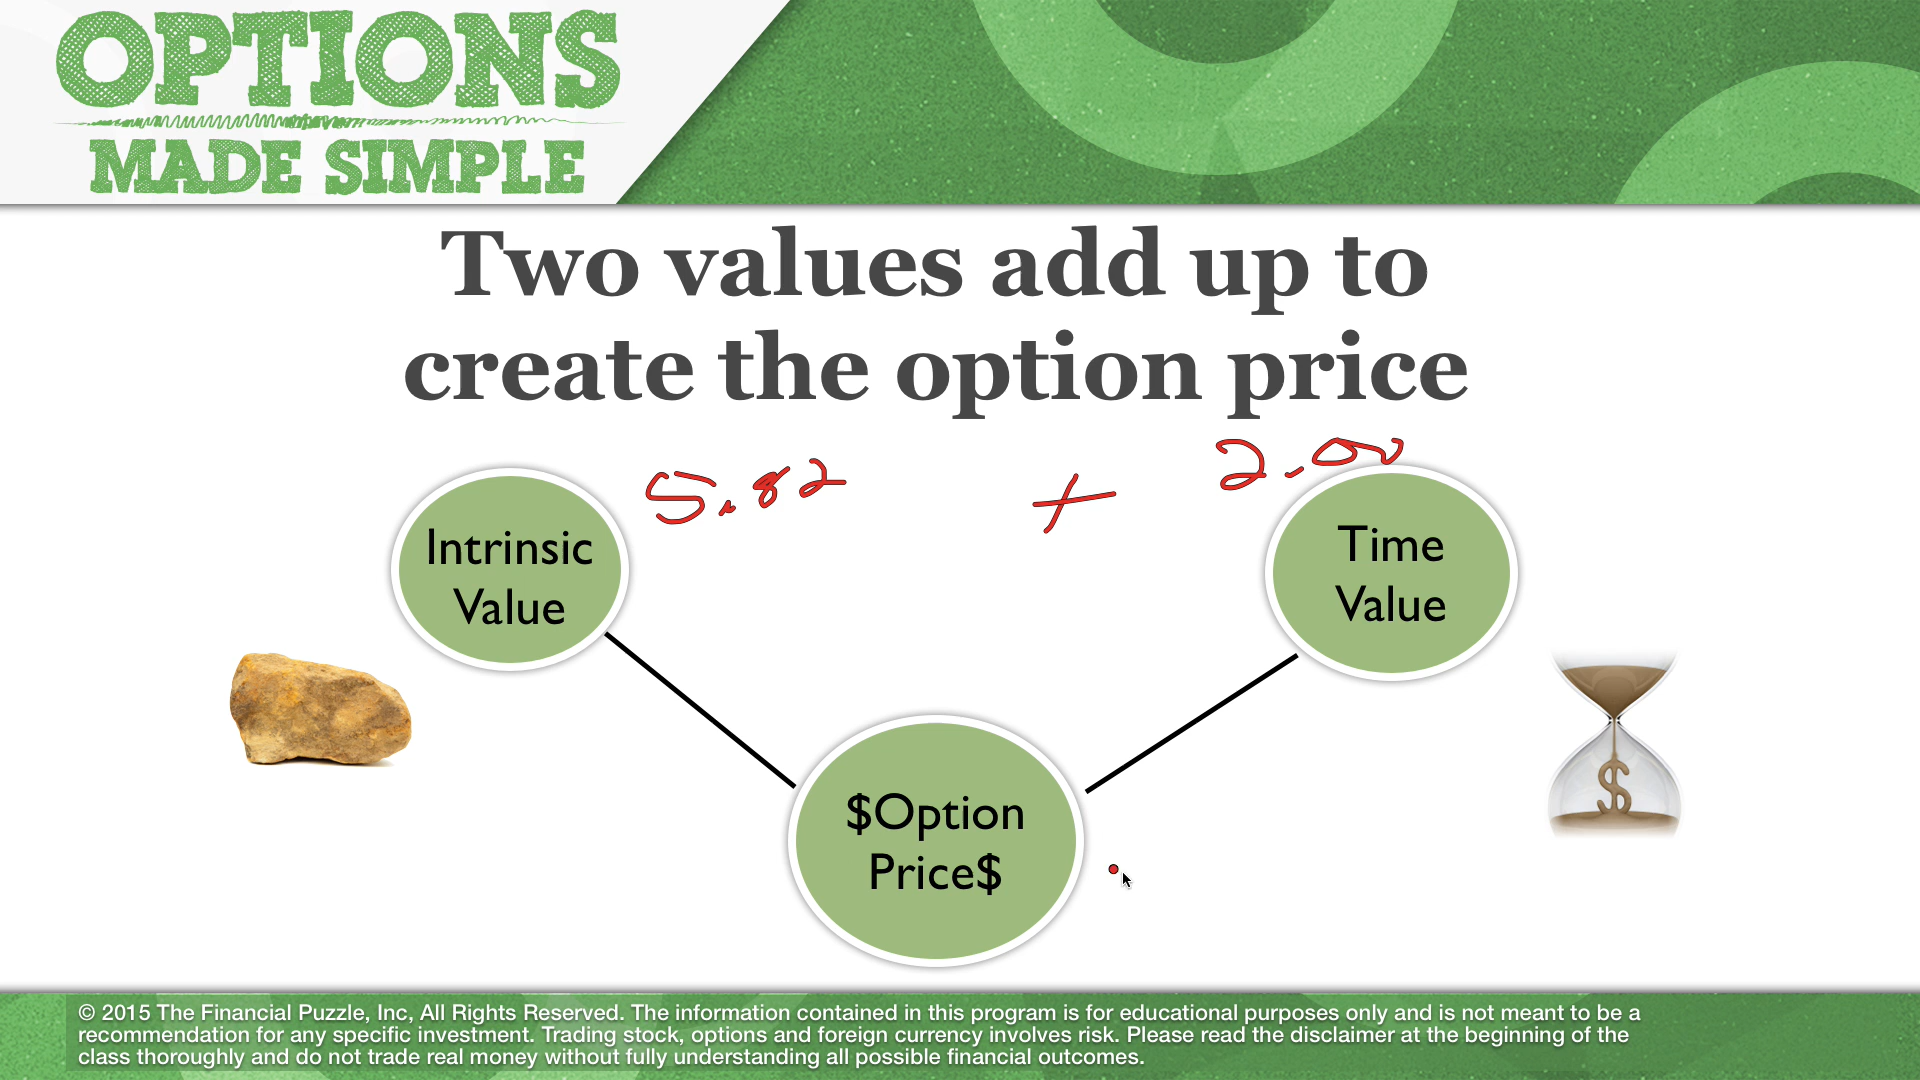 OPTIONS
MADE SIMPLE
Two values add up to
create the option price
5.82 + 2.00
Intrinsic
Value
Time
Value
$Option
Price$
$
© 2015 The Financial Puzzle, Inc, All Rights Reserved. The information contained in this program is for educational purposes only and is not meant to be a
recommendation for any specific investment. Trading stock, options and foreign currency involves risk. Please read the disclaimer at the beginning of the
class thoroughly and do not trade real money without fully understanding all possible financial outcomes.